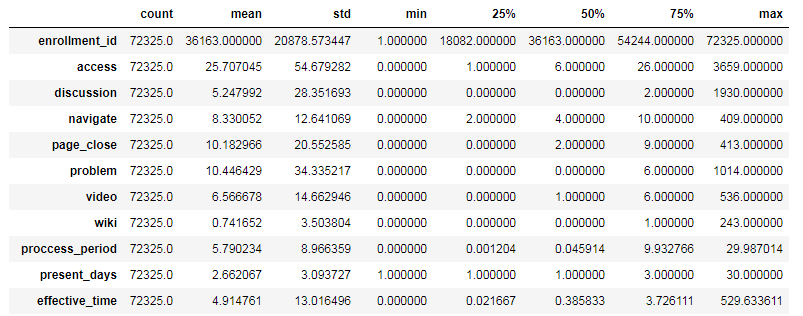 count mean std min 25% 50% 75% max
enrollment_id 72325.0 36163.000000 20878.573447 1.000000 18082.000000 36163.000000 54244.000000 72325.000000
access 72325.0 25.707045 54.679282 0.000000 1.000000 6.000000 26.000000 3659.000000
discussion 72325.0 5.247992 28.351693 0.000000 0.000000 0.000000 2.000000 1930.000000
navigate 72325.0 8.330052 12.641069 0.000000 2.000000 4.000000 10.000000 409.000000
page_close 72325.0 10.182966 20.552585 0.000000 0.000000 2.000000 9.000000 413.000000
problem 72325.0 10.446429 34.335217 0.000000 0.000000 0.000000 6.000000 1014.000000
video 72325.0 6.566678 14.662946 0.000000 0.000000 1.000000 6.000000 536.000000
wiki 72325.0 0.741652 3.503804 0.000000 0.000000 0.000000 1.000000 243.000000
proccess_period 72325.0 5.790234 8.966359 0.000000 0.001204 0.045914 9.932766 29.987014
present_days 72325.0 2.662067 3.093727 1.000000 1.000000 1.000000 3.000000 30.000000
effective_time 72325.0 4.914761 13.016496 0.000000 0.021667 0.385833 3.726111 529.633611